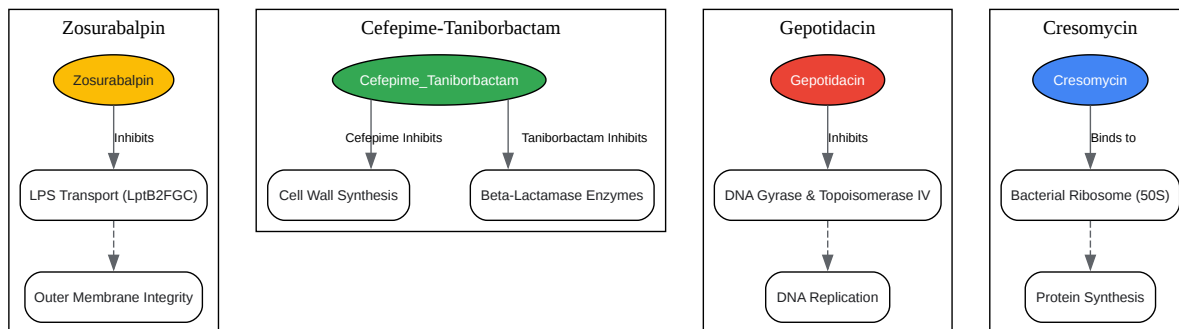 Zosurabalpin
Zosurabalpin
Inhibits
LPS Transport (LptB2FGC)
Outer Membrane Integrity
Cefepime-Taniborbactam
Cefepime_Taniborbactam
Cefepime Inhibits
Taniborbactam Inhibits
Cell Wall Synthesis
Beta-Lactamase Enzymes
Gepotidacin
Gepotidacin
Inhibits
DNA Gyrase & Topoisomerase IV
DNA Replication
Cresomycin
Cresomycin
Binds to
Bacterial Ribosome (50S)
Protein Synthesis